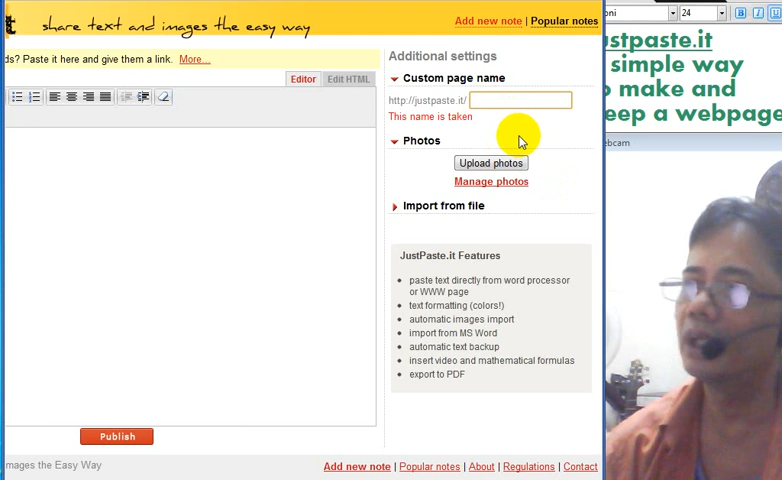 share text and images the easy way
Add new note | Popular notes
ds? Paste it here and give them a link. More...
Editor
Edit HTML
Additional settings
Custom page name
http://justpaste.it/
This name is taken
Photos
Upload photos
Manage photos
Import from file
JustPaste.it Features
paste text directly from word processor
or WWW page
text formatting (colors!)
automatic images import
import from MS Word
automatic text backup
insert video and mathematical formulas
export to PDF
Publish
mages the Easy Way
Add new note | Popular notes | About | Regulations | Contact
oni
24
B I U
ustpaste.it
simple way
o make and
eep a webpage
ebcam